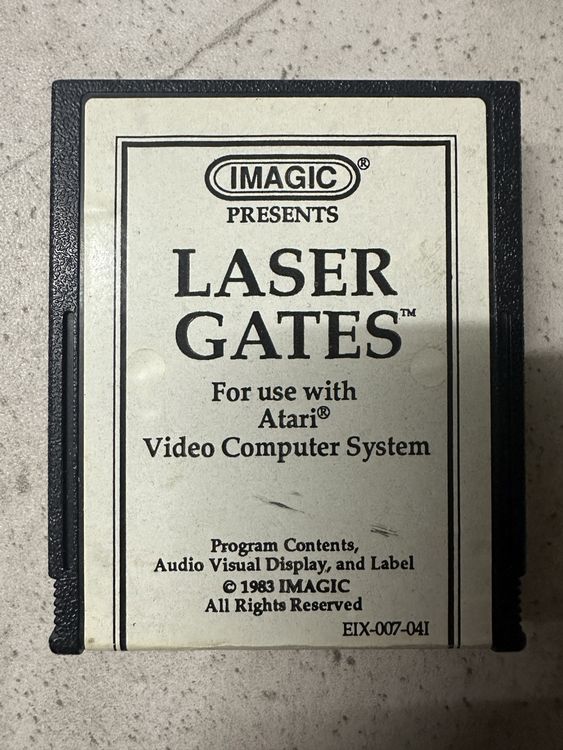 IMAGIC®
PRESENTS
LASER
GATES™
For use with
Atari®
Video Computer System
Program Contents,
Audio Visual Display, and Label
© 1983 IMAGIC
All Rights Reserved
EIX-007-04I